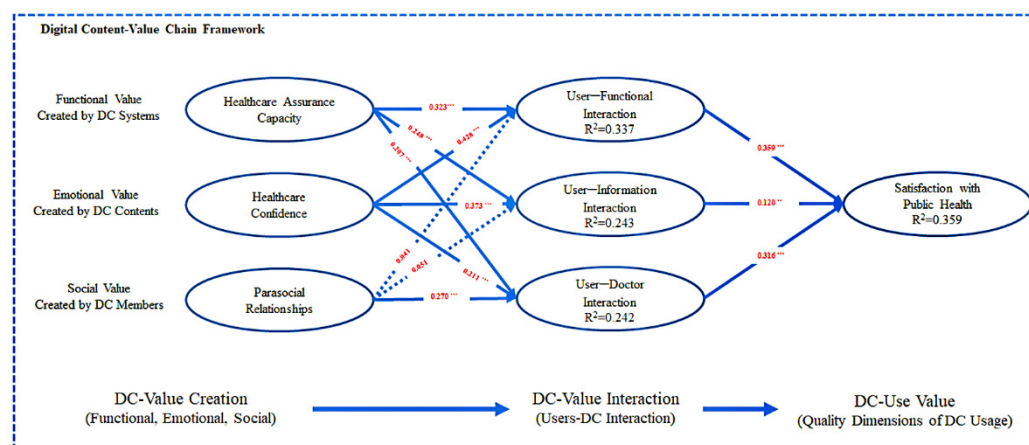 Digital Content-Value Chain Framework
Functional Value
Created by DC Systems
Healthcare Assurance
Capacity
0.323***
User—Functional
Interaction
R²=0.337
0.248 ***
0.428 ***
0.207 ***
0.359 ***
Emotional Value
Created by DC Contents
Healthcare
Confidence
0.373 ***
User—Information
Interaction
R²=0.243
0.120 **
Satisfaction with
Public Health
R²=0.359
0.041
0.051
0.211 ***
0.316 ***
Social Value
Created by DC Members
Parasocial
Relationships
0.270 ***
User—Doctor
Interaction
R²=0.242
DC-Value Creation
(Functional, Emotional, Social)
DC-Value Interaction
(Users-DC Interaction)
DC-Use Value
(Quality Dimensions of DC Usage)